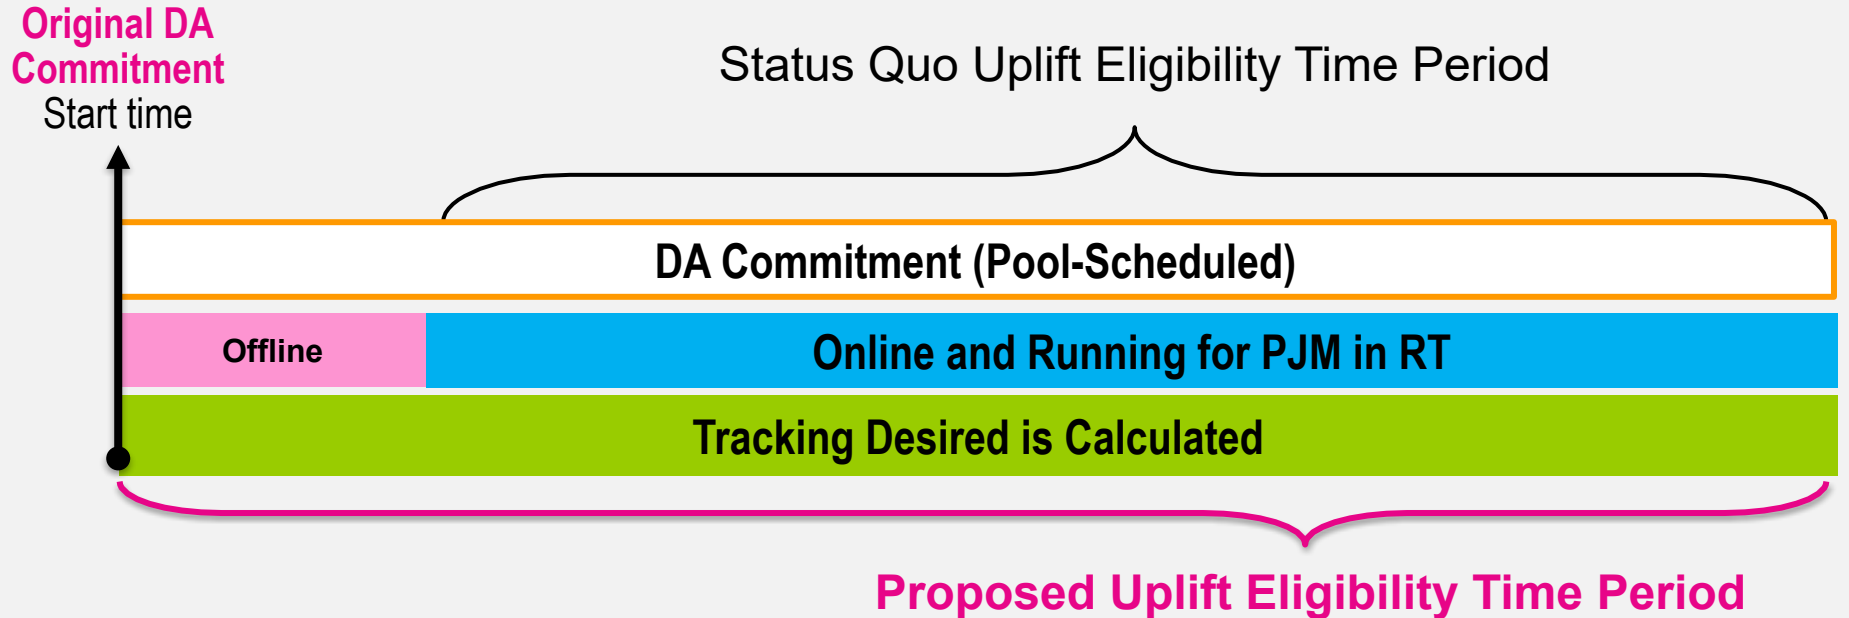 Original DA
Commitment
Start time
Status Quo Uplift Eligibility Time Period
DA Commitment (Pool-Scheduled)
Offline
Online and Running for PJM in RT
Tracking Desired is Calculated
Proposed Uplift Eligibility Time Period